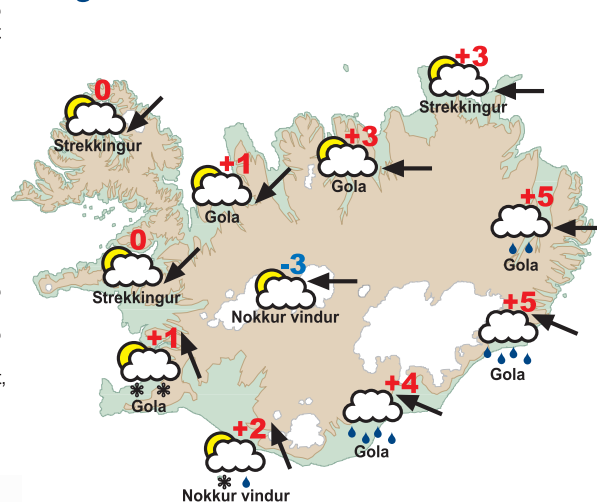 +3
Strekkingur
0
Strekkingur
+3
Gola
+1
Gola
+5
Gola
0
Strekkingur
-3
Nokkur vindur
+5
Gola
+1
Gola
+4
Gola
+2
Nokkur vindur